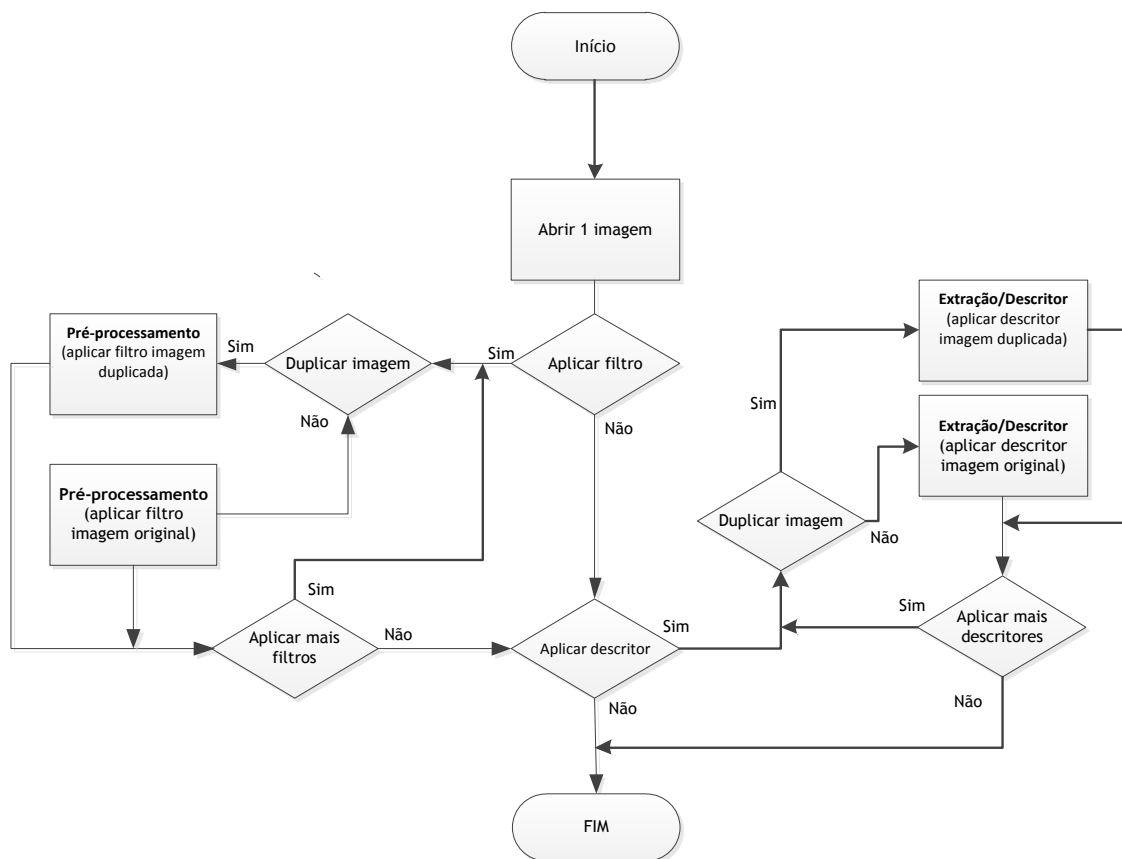 Início
Abrir 1 imagem
Aplicar filtro
Sim
Não
Duplicar imagem
Sim
Não
Pré-processamento
(aplicar filtro imagem
duplicada)
Pré-processamento
(aplicar filtro
imagem original)
Aplicar mais
filtros
Sim
Não
Aplicar descritor
Sim
Não
Duplicar imagem
Sim
Não
Extração/Descritor
(aplicar descritor
imagem duplicada)
Extração/Descritor
(aplicar descritor
imagem original)
Aplicar mais
descritores
Sim
Não
FIM